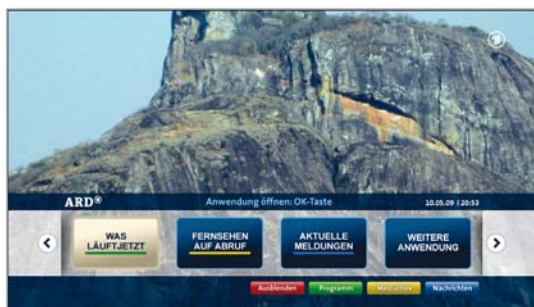 ARD
Anwendung öffnen: OK-Taste
20.05.09 | 20:53
WAS
LÄUFTJETZT
FERNSEHEN
AUF ABRUF
AKTUELLE
MELDUNGEN
WEITERE
ANWENDUNG
Ausblenden
Programm
Mediathek
Nachrichten